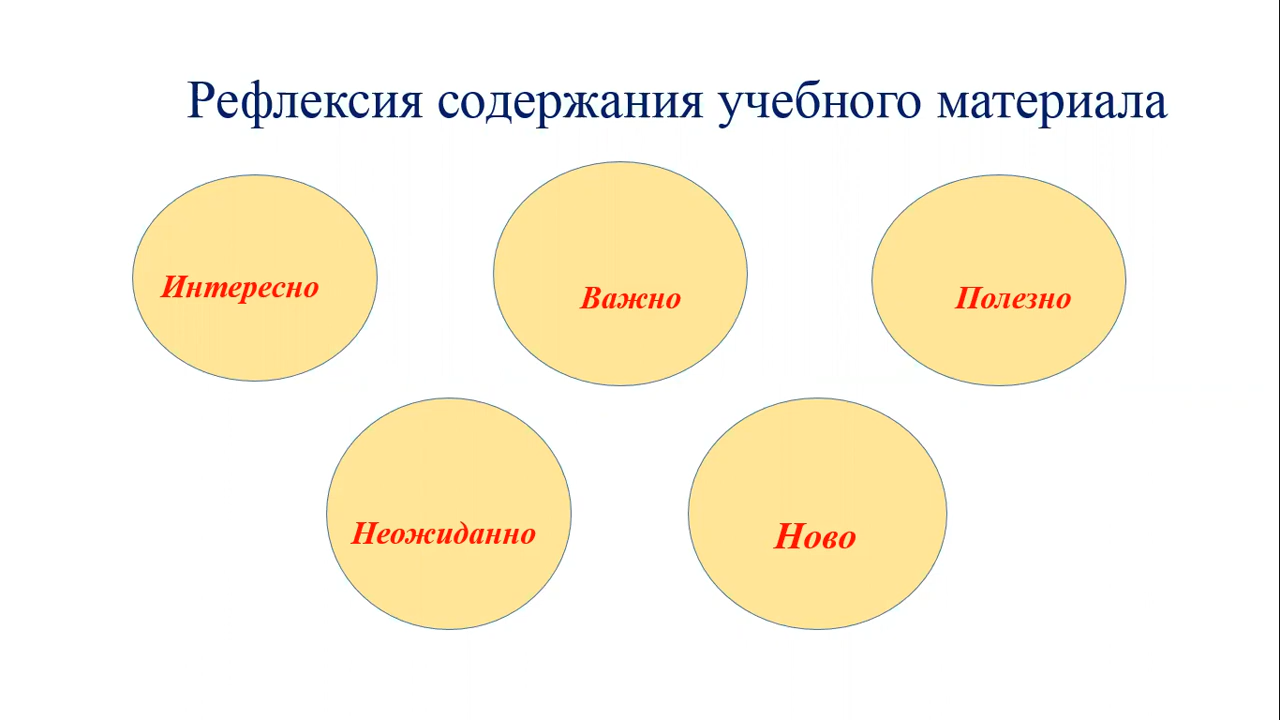 Рефлексия содержания учебного материала
Интересно
Важно
Полезно
Неожиданно
Ново